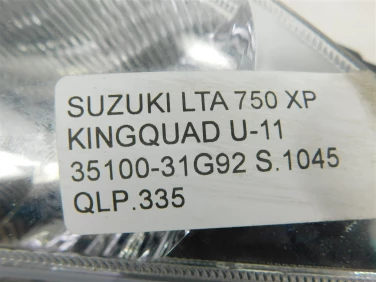 SUZUKI LTA 750 XP
KINGQUAD U-11
35100-31G92 S.1045
QLP.335